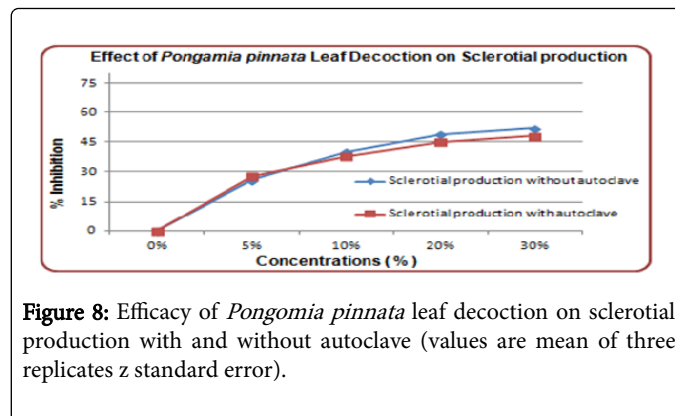 Effect of Pongamia pinnata Leaf Decoction on Sclerotial production
75
60
45
30
15
0
% Inhibition
Sclerotial production without autoclave
Sclerotial production with autoclave
0% 5% 10% 20% 30%
Concentrations (%)
Figure 8: Efficacy of Pongomia pinnata leaf decoction on sclerotial
production with and without autoclave (values are mean of three
replicates z standard error).